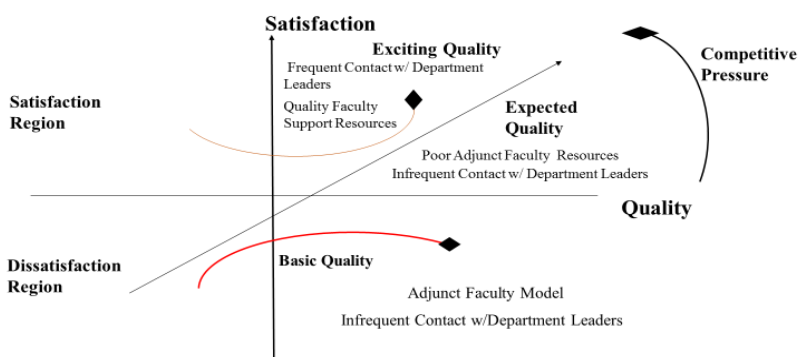 Satisfaction
Exciting Quality
Frequent Contact w/ Department
Leaders
Quality Faculty
Support Resources
Competitive
Pressure
Satisfaction
Region
Expected
Quality
Poor Adjunct Faculty Resources
Infrequent Contact w/ Department Leaders
Quality
Dissatisfaction
Region
Basic Quality
Adjunct Faculty Model
Infrequent Contact w/Department Leaders